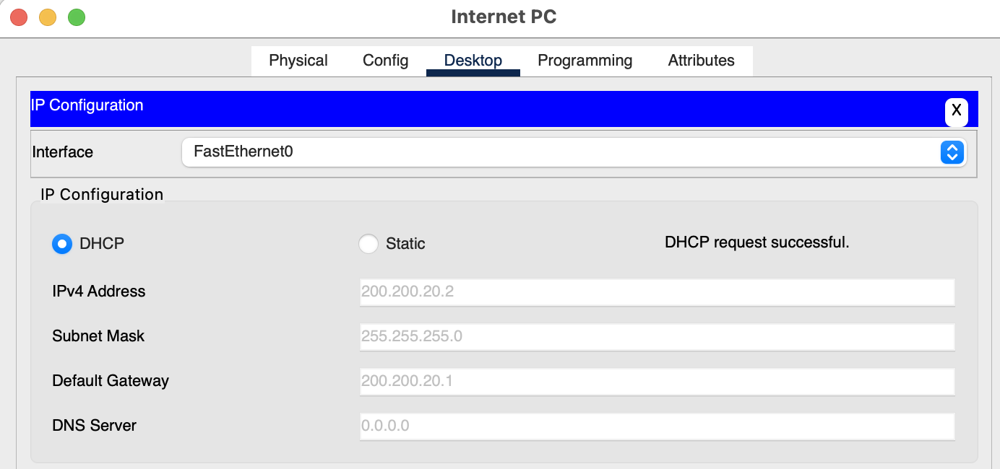 Internet PC
Physical Config Desktop Programming Attributes
IP Configuration X
Interface FastEthernet0
IP Configuration
DHCP Static DHCP request successful.
IPv4 Address 200.200.20.2
Subnet Mask 255.255.255.0
Default Gateway 200.200.20.1
DNS Server 0.0.0.0